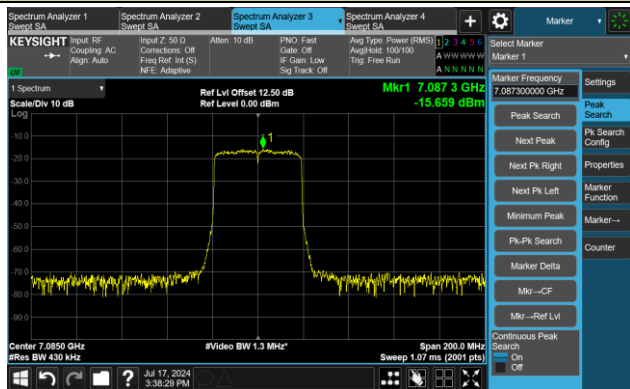 Spectrum Analyzer 1
Swept SA
Spectrum Analyzer 2
Swept SA
Spectrum Analyzer 3
Swept SA
Spectrum Analyzer 4
Swept SA
+
Marker
KEYSIGHT
Input: RF
Coupling: AC
Align: Auto
Input Z: 50 Ω
Corrections: Off
Freq Ref: Int (S)
NFE: Adaptive
Atten: 10 dB
PNO: Fast
Gate: Off
IF Gain: Low
Sig Track: Off
Avg Type: Power (RMS)
Avg|Hold: 100/100
Trig: Free Run
1 2 3 4 5 6
A W W W W W
A N N N N N
LW
Select Marker
Marker 1
1 Spectrum
Scale/Div 10 dB
Log
Ref Lvl Offset 12.50 dB
Ref Level 0.00 dBm
Mkr1 7.087 3 GHz
-15.659 dBm
1
-10.0
-20.0
-30.0
-40.0
-50.0
-60.0
-70.0
-80.0
-90.0
Center 7.0850 GHz
#Res BW 430 kHz
#Video BW 1.3 MHz*
Span 200.0 MHz
Sweep 1.07 ms (2001 pts)
Marker Frequency
7.087300000 GHz
Peak Search
Next Peak
Next Pk Right
Next Pk Left
Minimum Peak
Pk-Pk Search
Marker Delta
Mkr→CF
Mkr→Ref Lvl
Continuous Peak
Search
On
Off
Settings
Peak
Search
Pk Search
Config
Properties
Marker
Function
Marker→
Counter
?
Jul 17, 2024
3:38:29 PM